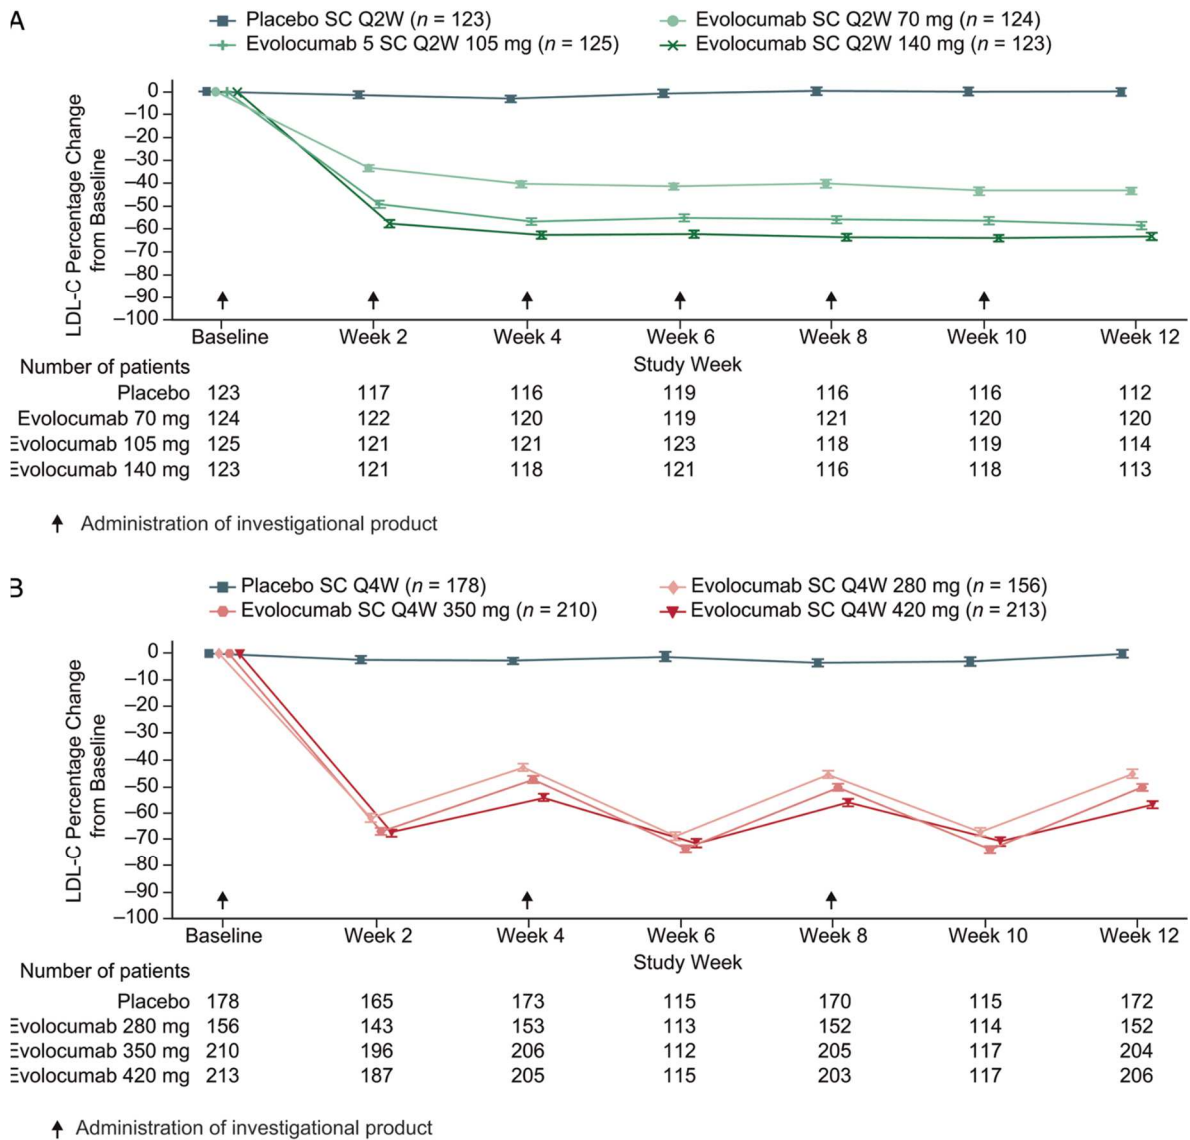 A
Placebo SC Q2W (n = 123) Evolocumab SC Q2W 70 mg (n = 124)
Evolocumab 5 SC Q2W 105 mg (n = 125) Evolocumab SC Q2W 140 mg (n = 123)
LDL-C Percentage Change
from Baseline
0
–10
–20
–30
–40
–50
–60
–70
–80
–90
–100
Baseline Week 2 Week 4 Week 6 Week 8 Week 10 Week 12
Study Week
Number of patients
Placebo 123 117 116 119 116 116 112
Evolocumab 70 mg 124 122 120 119 121 120 120
Evolocumab 105 mg 125 121 121 123 118 119 114
Evolocumab 140 mg 123 121 118 121 116 118 113
Administration of investigational product
B
Placebo SC Q4W (n = 178) Evolocumab SC Q4W 280 mg (n = 156)
Evolocumab SC Q4W 350 mg (n = 210) Evolocumab SC Q4W 420 mg (n = 213)
LDL-C Percentage Change
from Baseline
0
–10
–20
–30
–40
–50
–60
–70
–80
–90
–100
Baseline Week 2 Week 4 Week 6 Week 8 Week 10 Week 12
Study Week
Number of patients
Placebo 178 165 173 115 170 115 172
Evolocumab 280 mg 156 143 153 113 152 114 152
Evolocumab 350 mg 210 196 206 112 205 117 204
Evolocumab 420 mg 213 187 205 115 203 117 206
Administration of investigational product